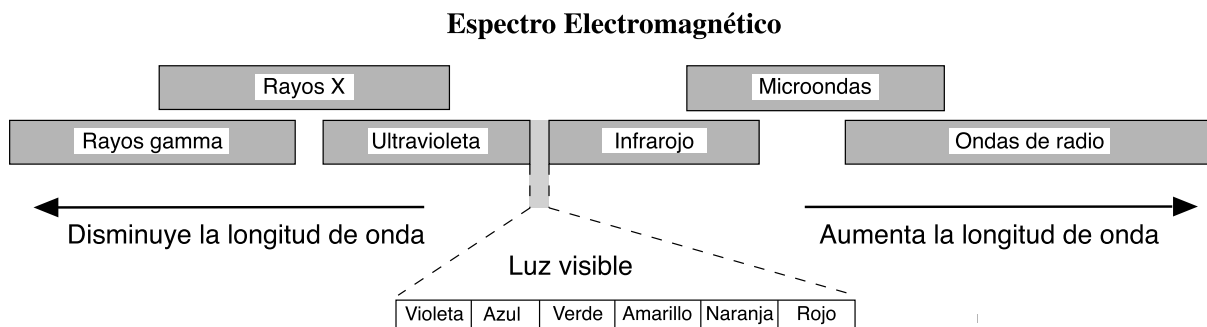 Espectro Electromagnético
Rayos X
Microondas
Rayos gamma
Ultravioleta
Infrarojo
Ondas de radio
Disminuye la longitud de onda
Aumenta la longitud de onda
Luz visible
Violeta
Azul
Verde
Amarillo
Naranja
Rojo